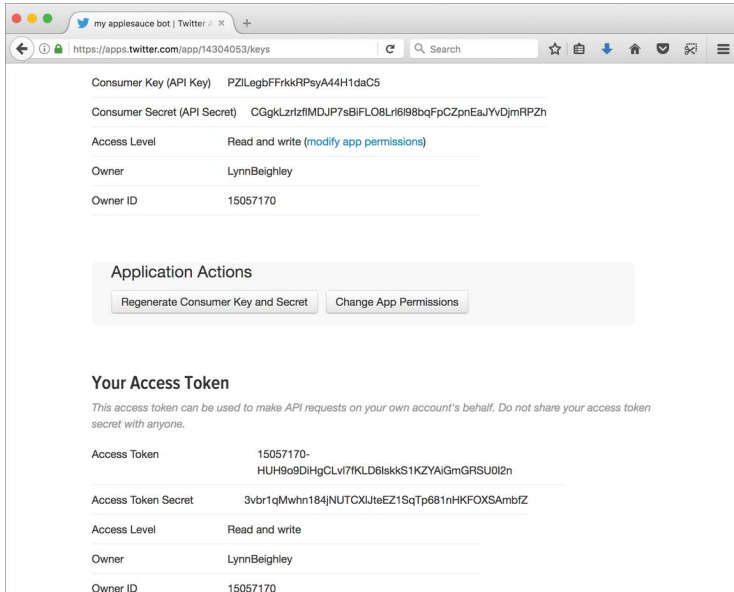 my applesauce bot | Twitter
https://apps.twitter.com/app/14304053/keys
Search
Consumer Key (API Key)
Consumer Secret (API Secret)
Access Level Read and write (modify app permissions)
Owner LynnBeighley
Owner ID 15057170
Application Actions
Regenerate Consumer Key and Secret Change App Permissions
Your Access Token
This access token can be used to make API requests on your own account's behalf. Do not share your access token
secret with anyone.
Access Token 15057170-
Access Token Secret
Access Level Read and write
Owner LynnBeighley
Owner ID 15057170